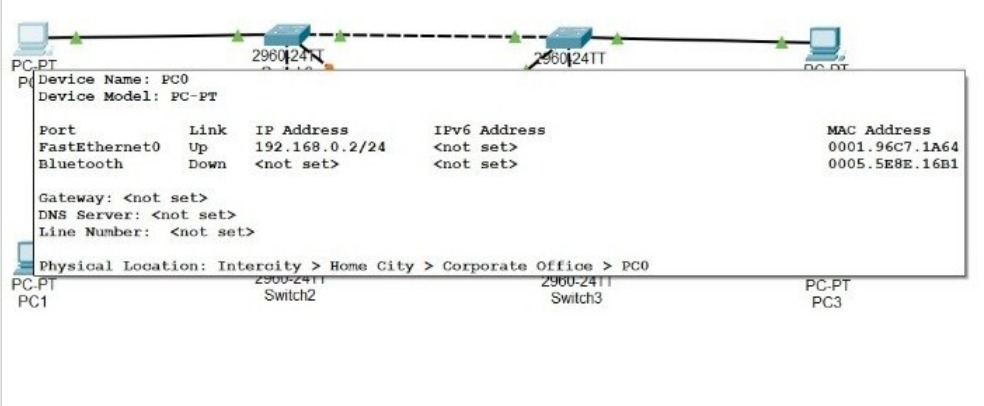 2960-24TT
2960-24TT
PC-PT
Device Name: PC0
Device Model: PC-PT
Port Link IP Address IPv6 Address MAC Address
FastEthernet0 Up 192.168.0.2/24 <not set> 0001.96C7.1A64
Bluetooth Down <not set> <not set> 0005.5E8E.16B1
Gateway: <not set>
DNS Server: <not set>
Line Number: <not set>
Physical Location: Intercity > Home City > Corporate Office > PC0
PC-PT
PC1
2960-24TT
Switch2
2960-24TT
Switch3
PC-PT
PC3